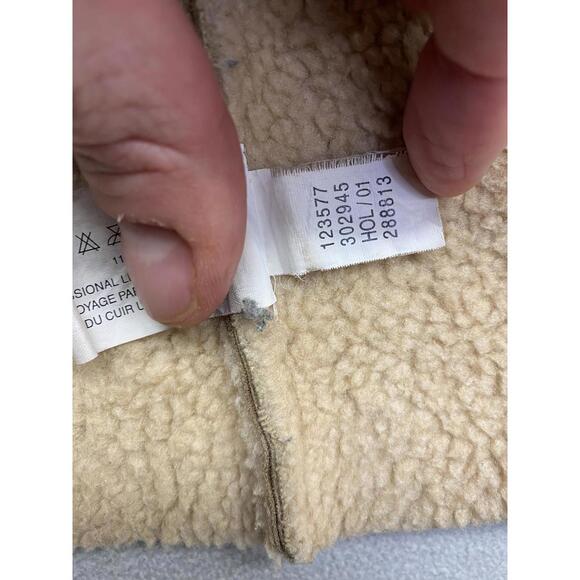 11
SIONAL L
OYAGE PAR
DU CUIR U
123577
302945
HOL/01
288813